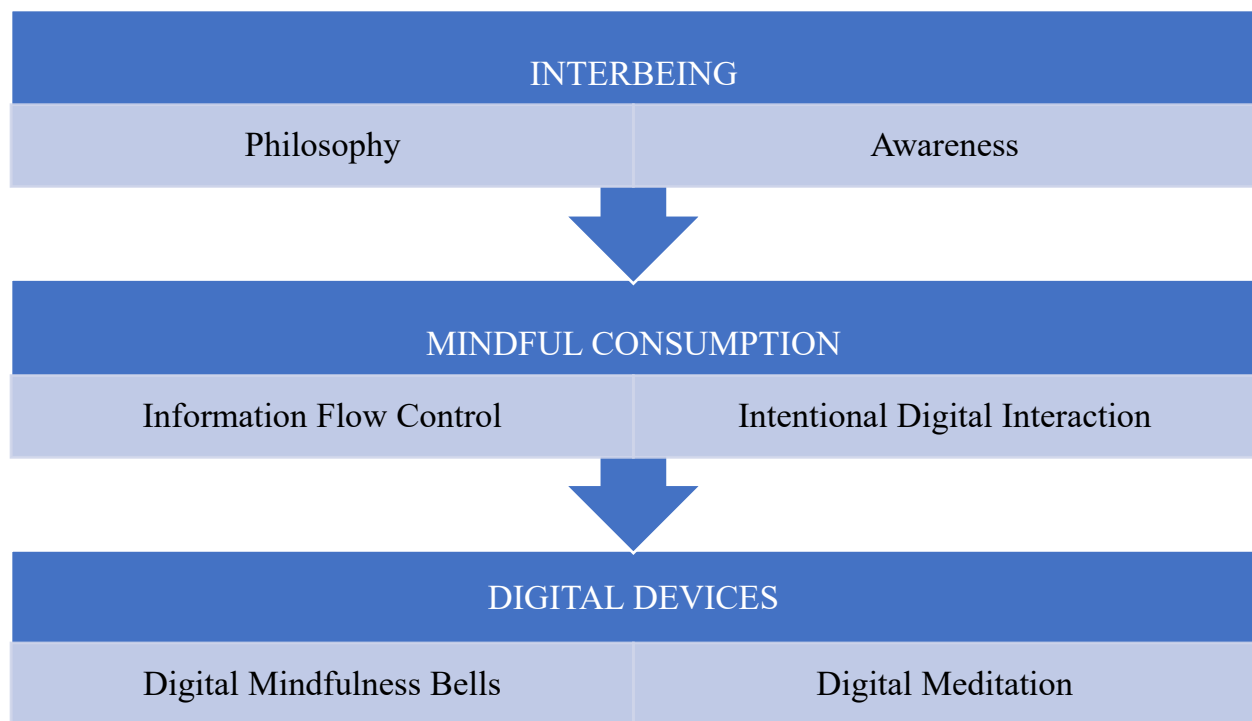 INTERBEING
Philosophy
Awareness
MINDFUL CONSUMPTION
Information Flow Control
Intentional Digital Interaction
DIGITAL DEVICES
Digital Mindfulness Bells
Digital Meditation